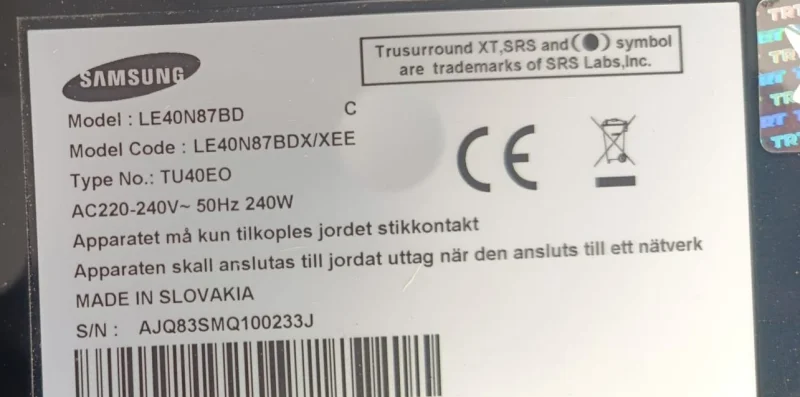 SAMSUNG
Trusurround XT,SRS and (●) symbol
are trademarks of SRS Labs,Inc.
Model : LE40N87BD C
Model Code : LE40N87BDX/XEE
Type No.: TU40EO
AC220-240V~ 50Hz 240W
Apparatet må kun tilkoples jordet stikkontakt
Apparaten skall anslutas till jordat uttag när den ansluts till ett nätverk
MADE IN SLOVAKIA
S/N : AJQ83SMQ100233J
CE